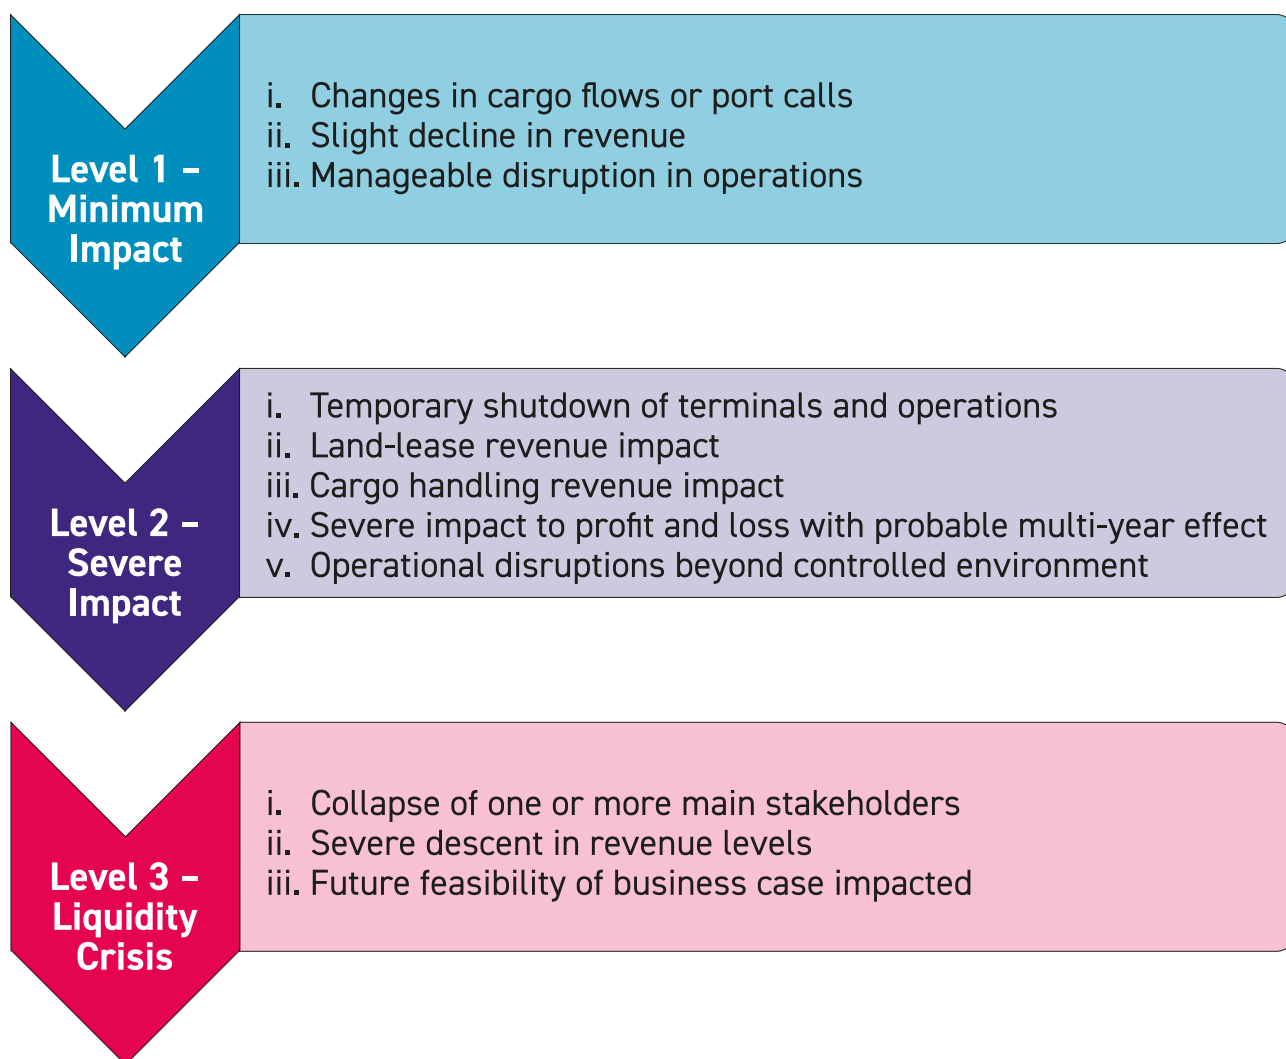 Level 1 –
Minimum
Impact
i. Changes in cargo flows or port calls
ii. Slight decline in revenue
iii. Manageable disruption in operations
Level 2 –
Severe
Impact
i. Temporary shutdown of terminals and operations
ii. Land-lease revenue impact
iii. Cargo handling revenue impact
iv. Severe impact to profit and loss with probable multi-year effect
v. Operational disruptions beyond controlled environment
Level 3 –
Liquidity
Crisis
i. Collapse of one or more main stakeholders
ii. Severe descent in revenue levels
iii. Future feasibility of business case impacted